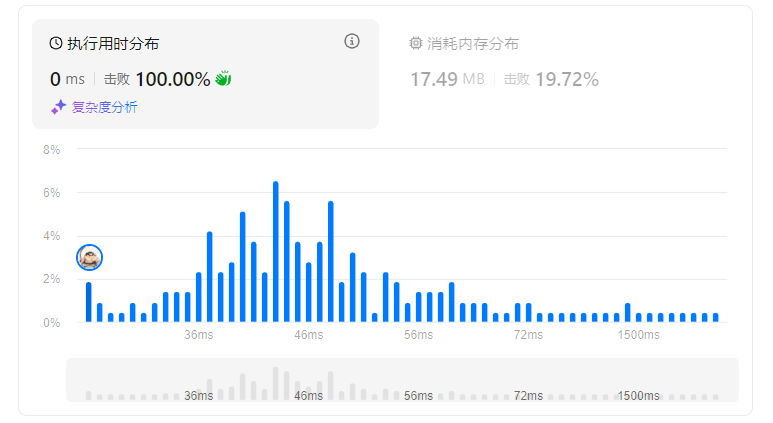 执行用时分布
0 ms 击败 100.00%
复杂度分析
消耗内存分布
17.49 MB 击败 19.72%
8%
6%
4%
2%
0%
36ms 46ms 56ms 72ms 1500ms
36ms 46ms 56ms 72ms 1500ms